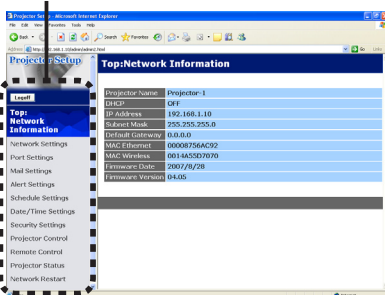 Projector Setup - Microsoft Internet Explorer
File Edit View Favorites Tools Help
Back Search Favorites
Address Go Links
Projector Setup
Top:Network Information
Logoff
Top:
Network
Information
Network Settings
Port Settings
Mail Settings
Alert Settings
Schedule Settings
Date/Time Settings
Security Settings
Projector Control
Remote Control
Projector Status
Network Restart
Projector Name Projector-1
DHCP OFF
IP Address 192.168.1.10
Subnet Mask 255.255.255.0
Default Gateway 0.0.0.0
MAC Ethernet 00008756AC92
MAC Wireless 0014A55D7070
Firmware Date 2007/8/28
Firmware Version 04.05